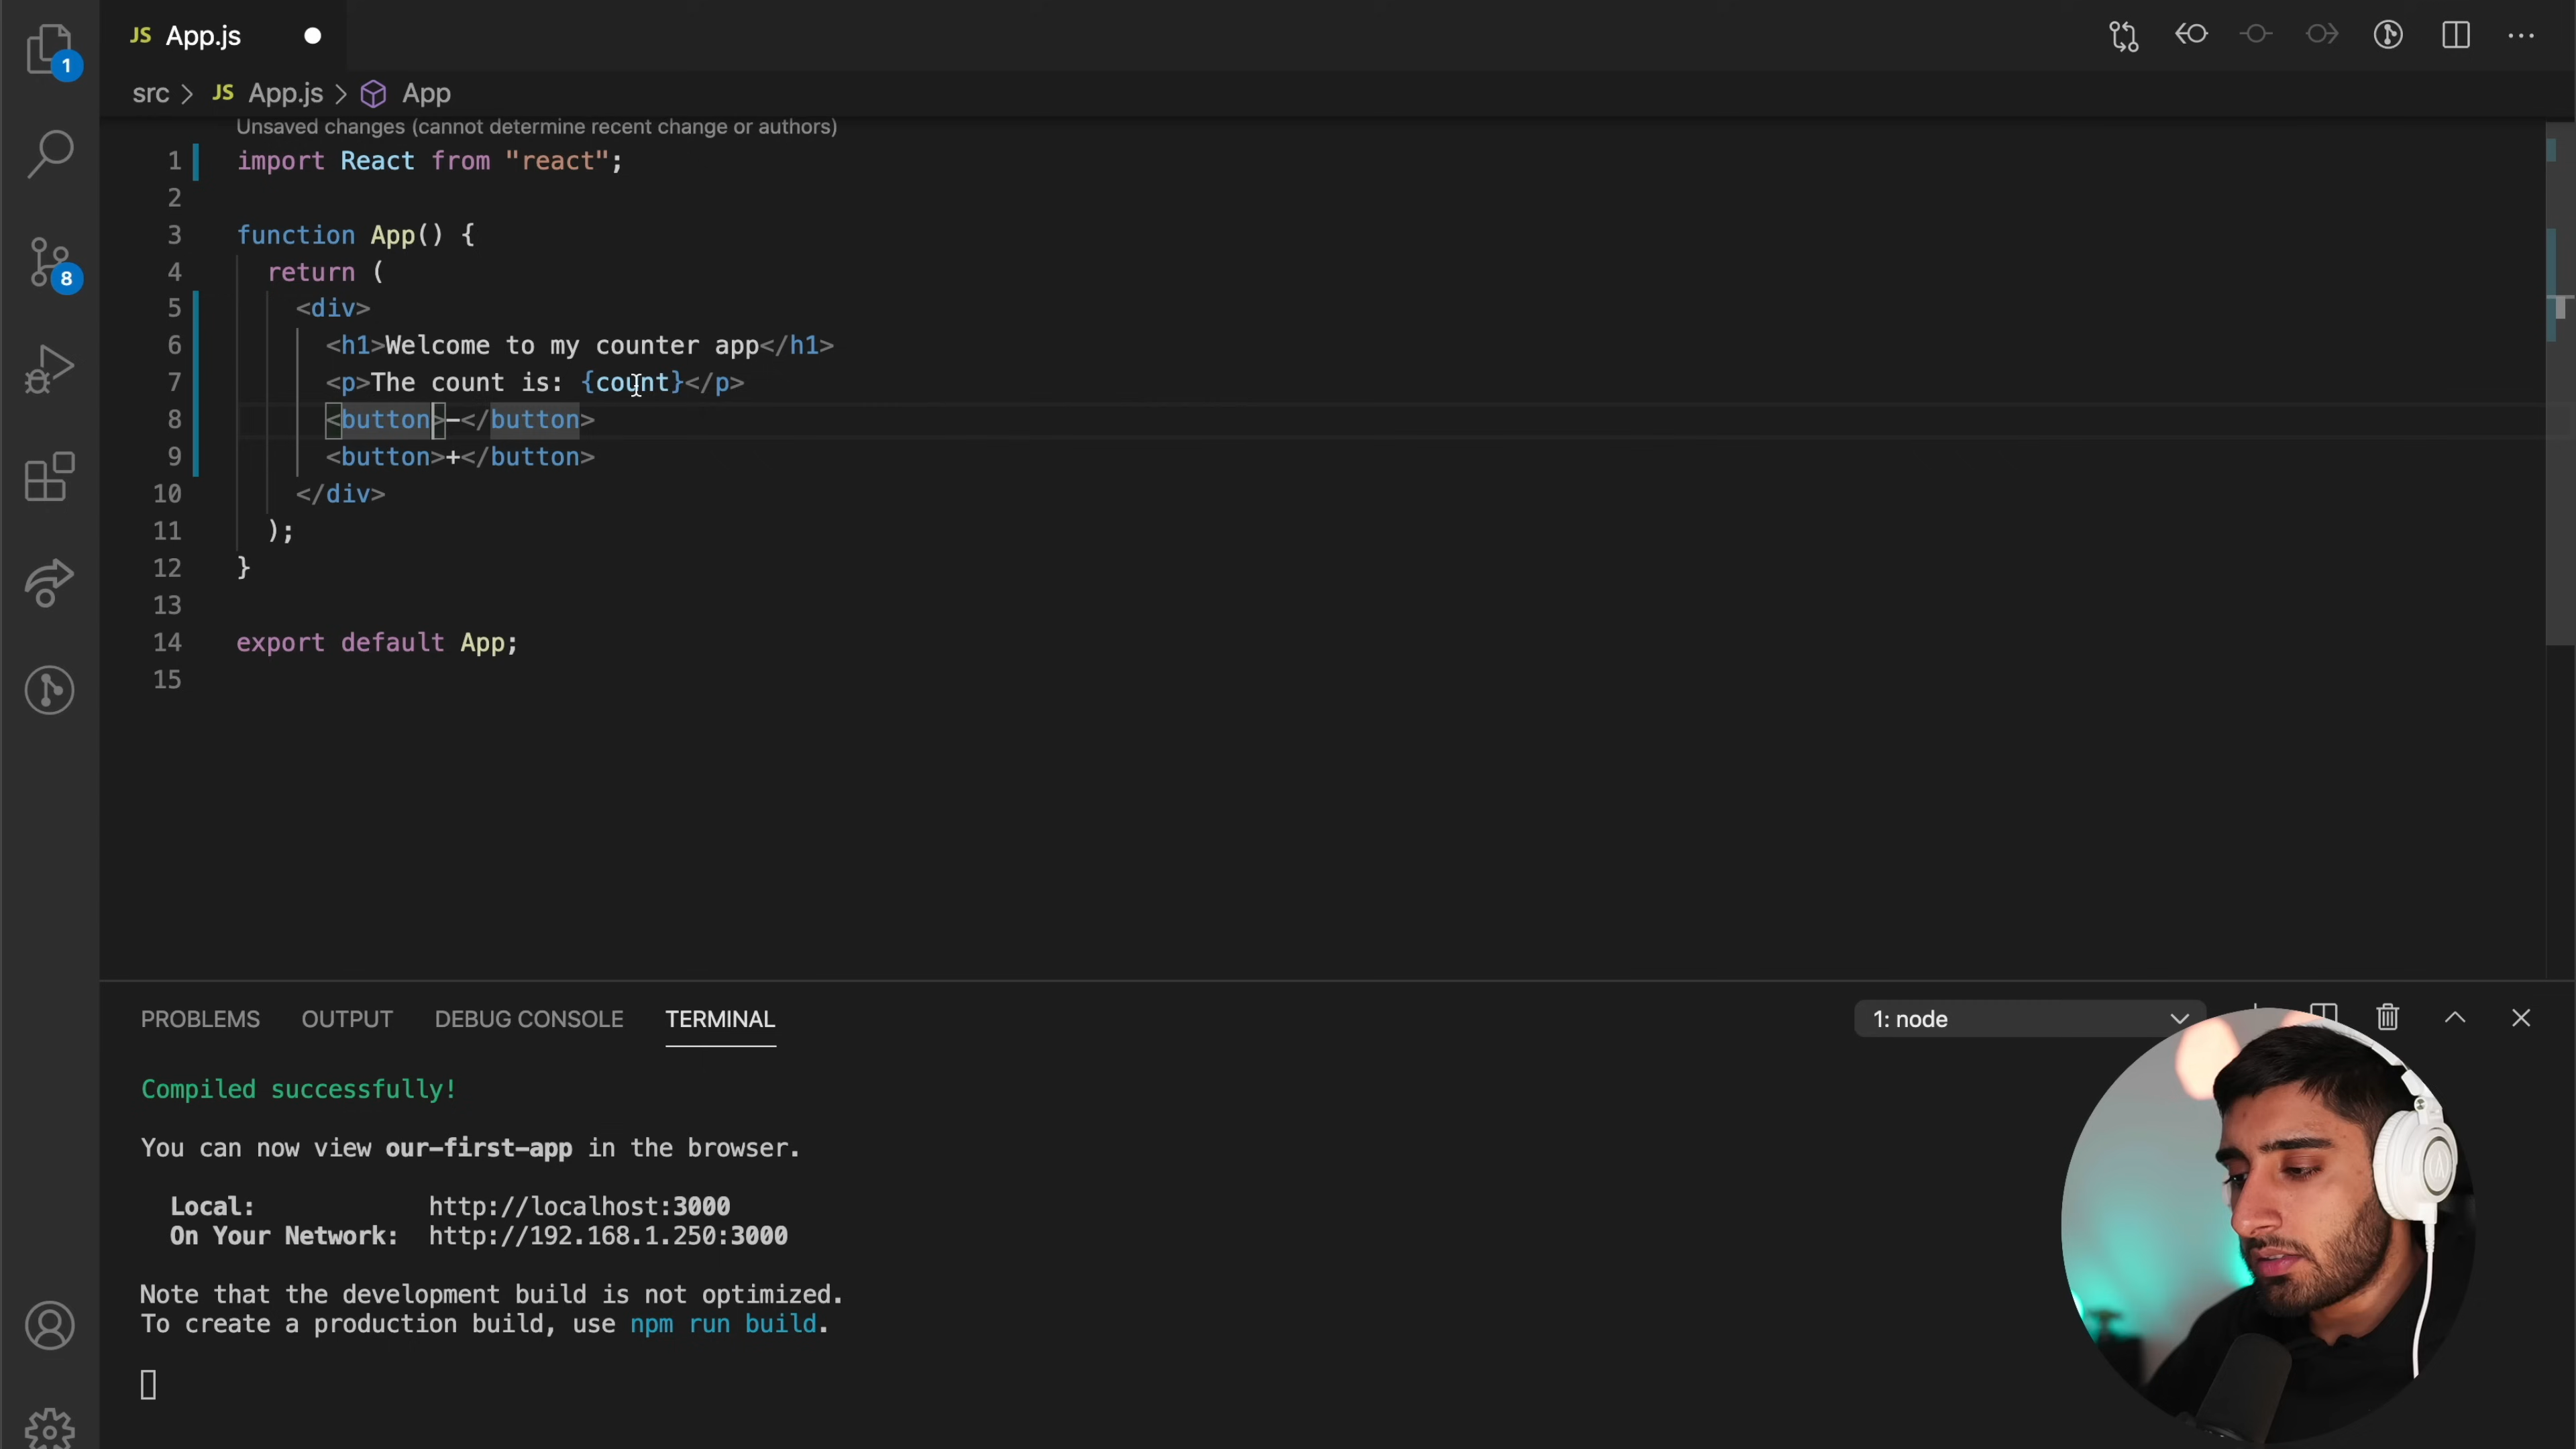 JS App.js
1
src > JS App.js > App
Unsaved changes (cannot determine recent change or authors)
1 import React from "react";
2
3 function App() {
8
4 return (
5 <div>
6 <h1>Welcome to my counter app</h1>
7 <p>The count is: {count}</p>
8 <button>-</button>
9 <button>+</button>
10 </div>
11 );
12 }
13
14 export default App;
15
PROBLEMS OUTPUT DEBUG CONSOLE TERMINAL 1: node
Compiled successfully!
You can now view our-first-app in the browser.
Local: http://localhost:3000
On Your Network: http://192.168.1.250:3000
Note that the development build is not optimized.
To create a production build, use npm run build.